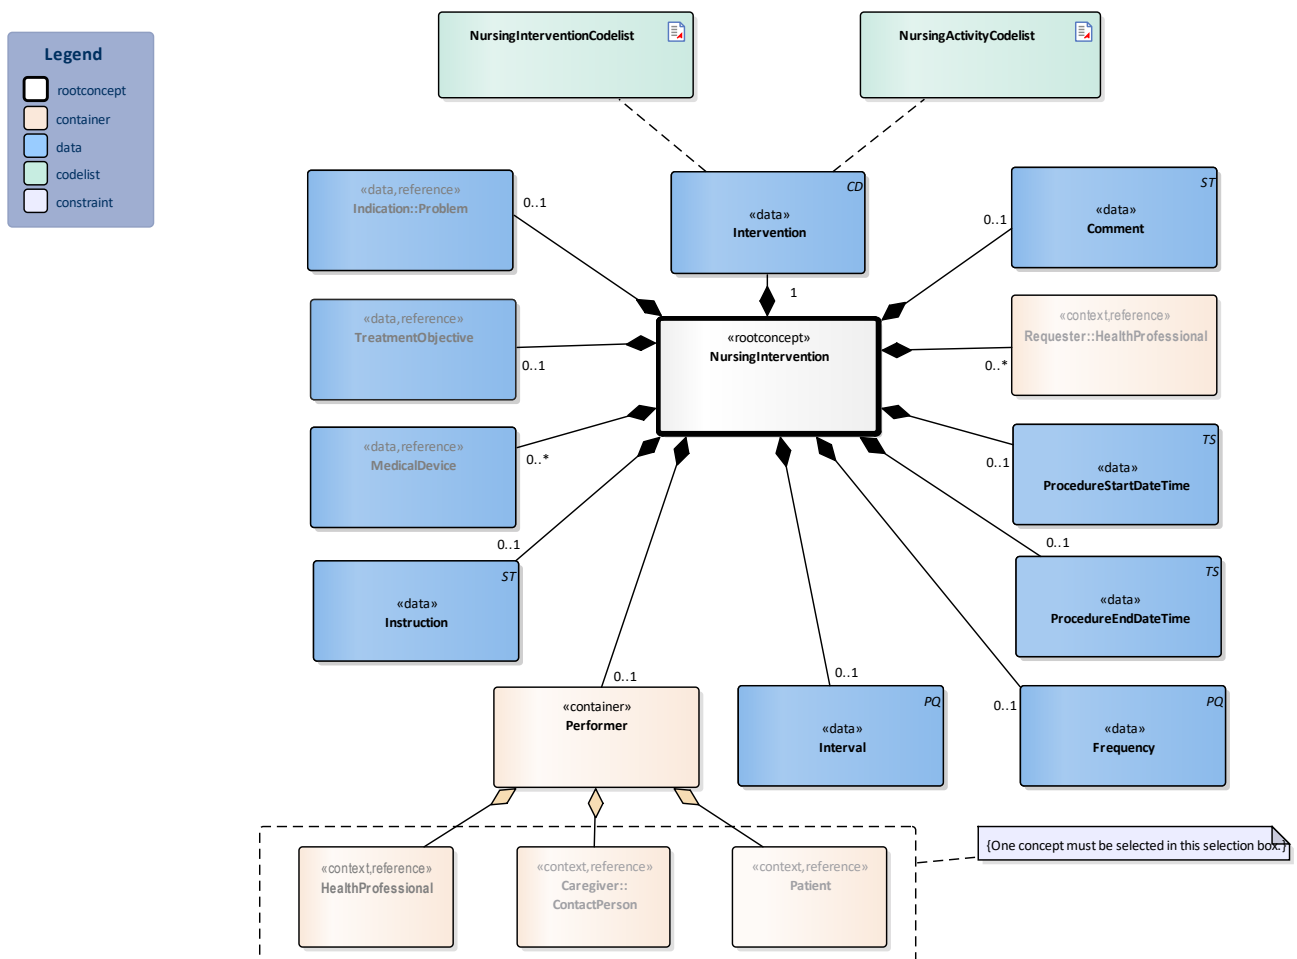 Legend
rootconcept
container
data
codelist
constraint
NursingInterventionCodelist
NursingActivityCodelist
«data,reference»
Indication::Problem
0..1
CD
«data»
Intervention
1
ST
«data»
Comment
0..1
«data,reference»
TreatmentObjective
0..1
«rootconcept»
NursingIntervention
«context,reference»
Requester::HealthProfessional
0..*
«data,reference»
MedicalDevice
0..*
TS
«data»
ProcedureStartDateTime
0..1
0..1
ST
«data»
Instruction
0..1
TS
«data»
ProcedureEndDateTime
0..1
«container»
Performer
0..1
PQ
«data»
Interval
0..1
PQ
«data»
Frequency
«context,reference»
HealthProfessional
«context,reference»
Caregiver::
ContactPerson
«context,reference»
Patient
{One concept must be selected in this selection box.}